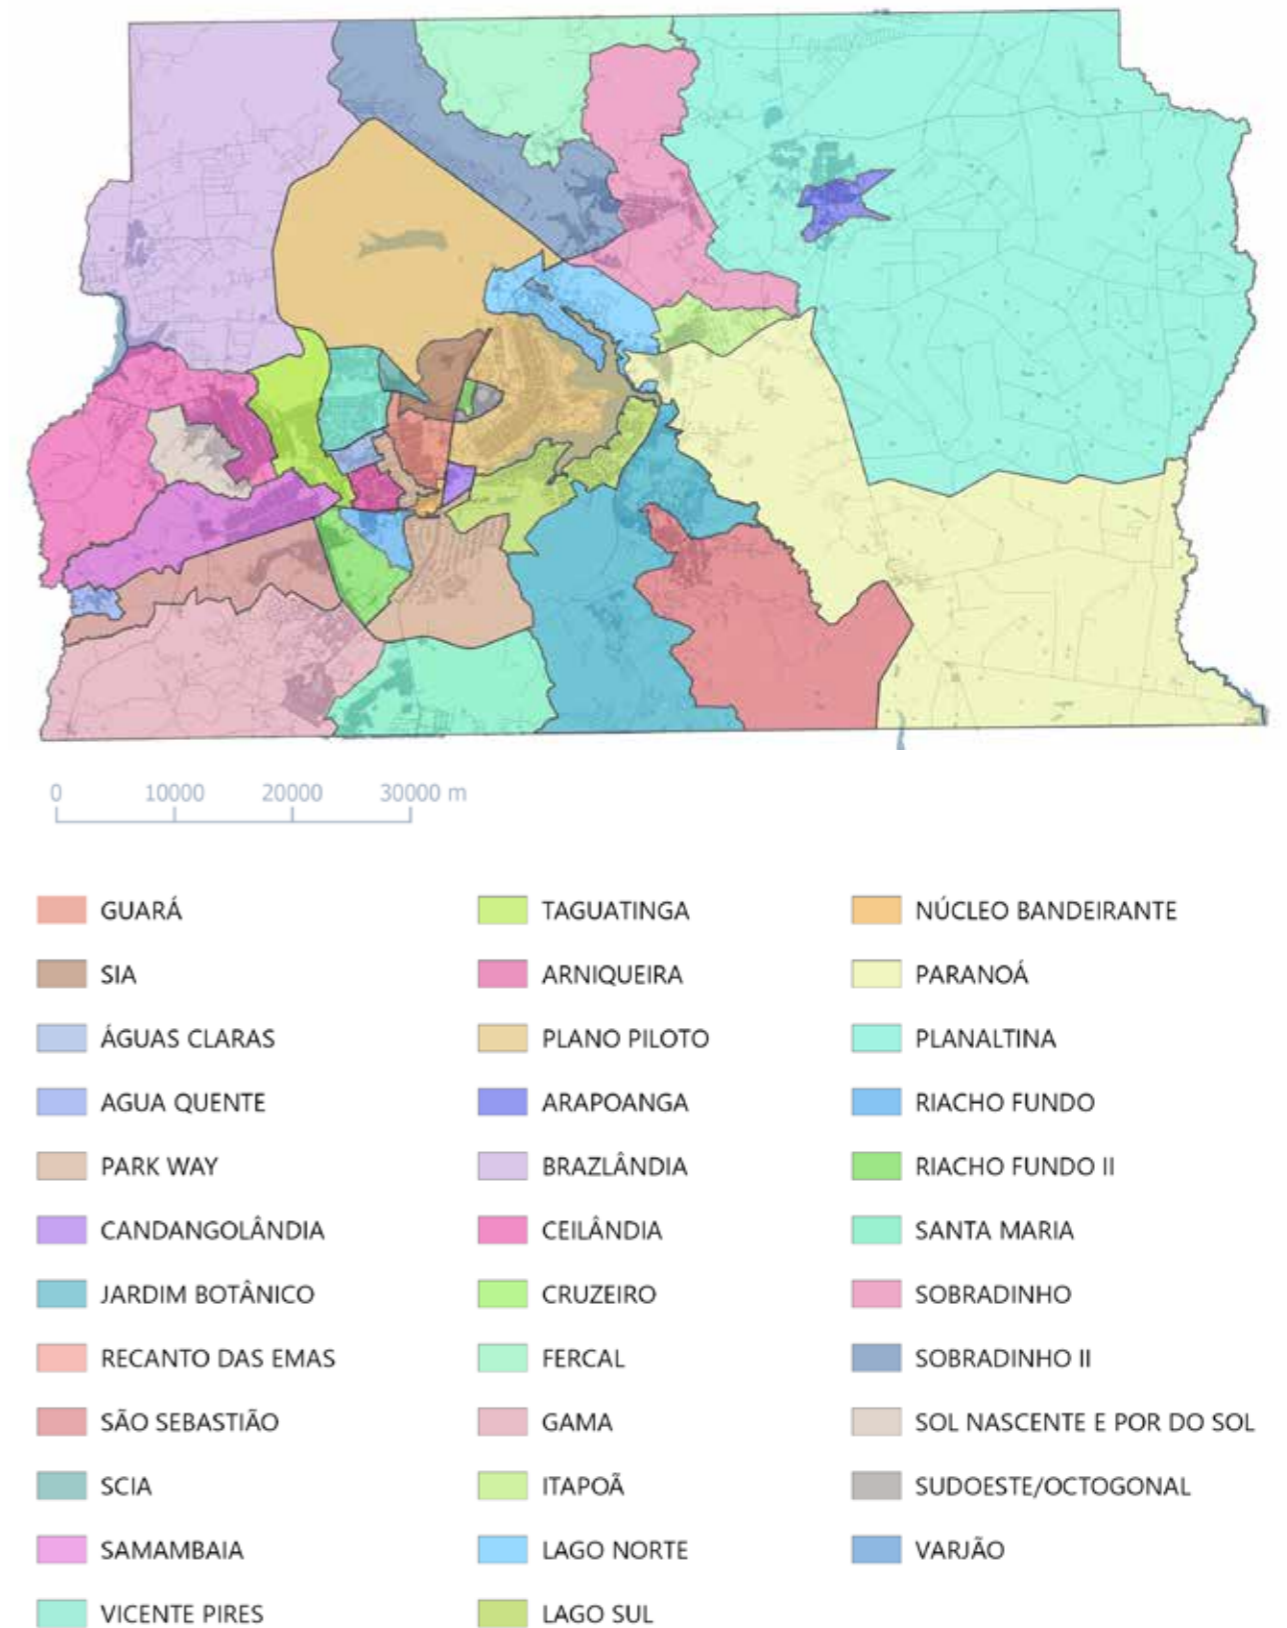 0 10000 20000 30000 m
GUARÁ
SIA
ÁGUAS CLARAS
AGUA QUENTE
PARK WAY
CANDANGOLÂNDIA
JARDIM BOTÂNICO
RECANTO DAS EMAS
SÃO SEBASTIÃO
SCIA
SAMAMBAIA
VICENTE PIRES
TAGUATINGA
ARNIQUEIRA
PLANO PILOTO
ARAPOANGA
BRAZLÂNDIA
CEILÂNDIA
CRUZEIRO
FERCAL
GAMA
ITAPOÃ
LAGO NORTE
LAGO SUL
NÚCLEO BANDEIRANTE
PARANOÁ
PLANALTINA
RIACHO FUNDO
RIACHO FUNDO II
SANTA MARIA
SOBRADINHO
SOBRADINHO II
SOL NASCENTE E POR DO SOL
SUDOESTE/OCTOGONAL
VARJÃO